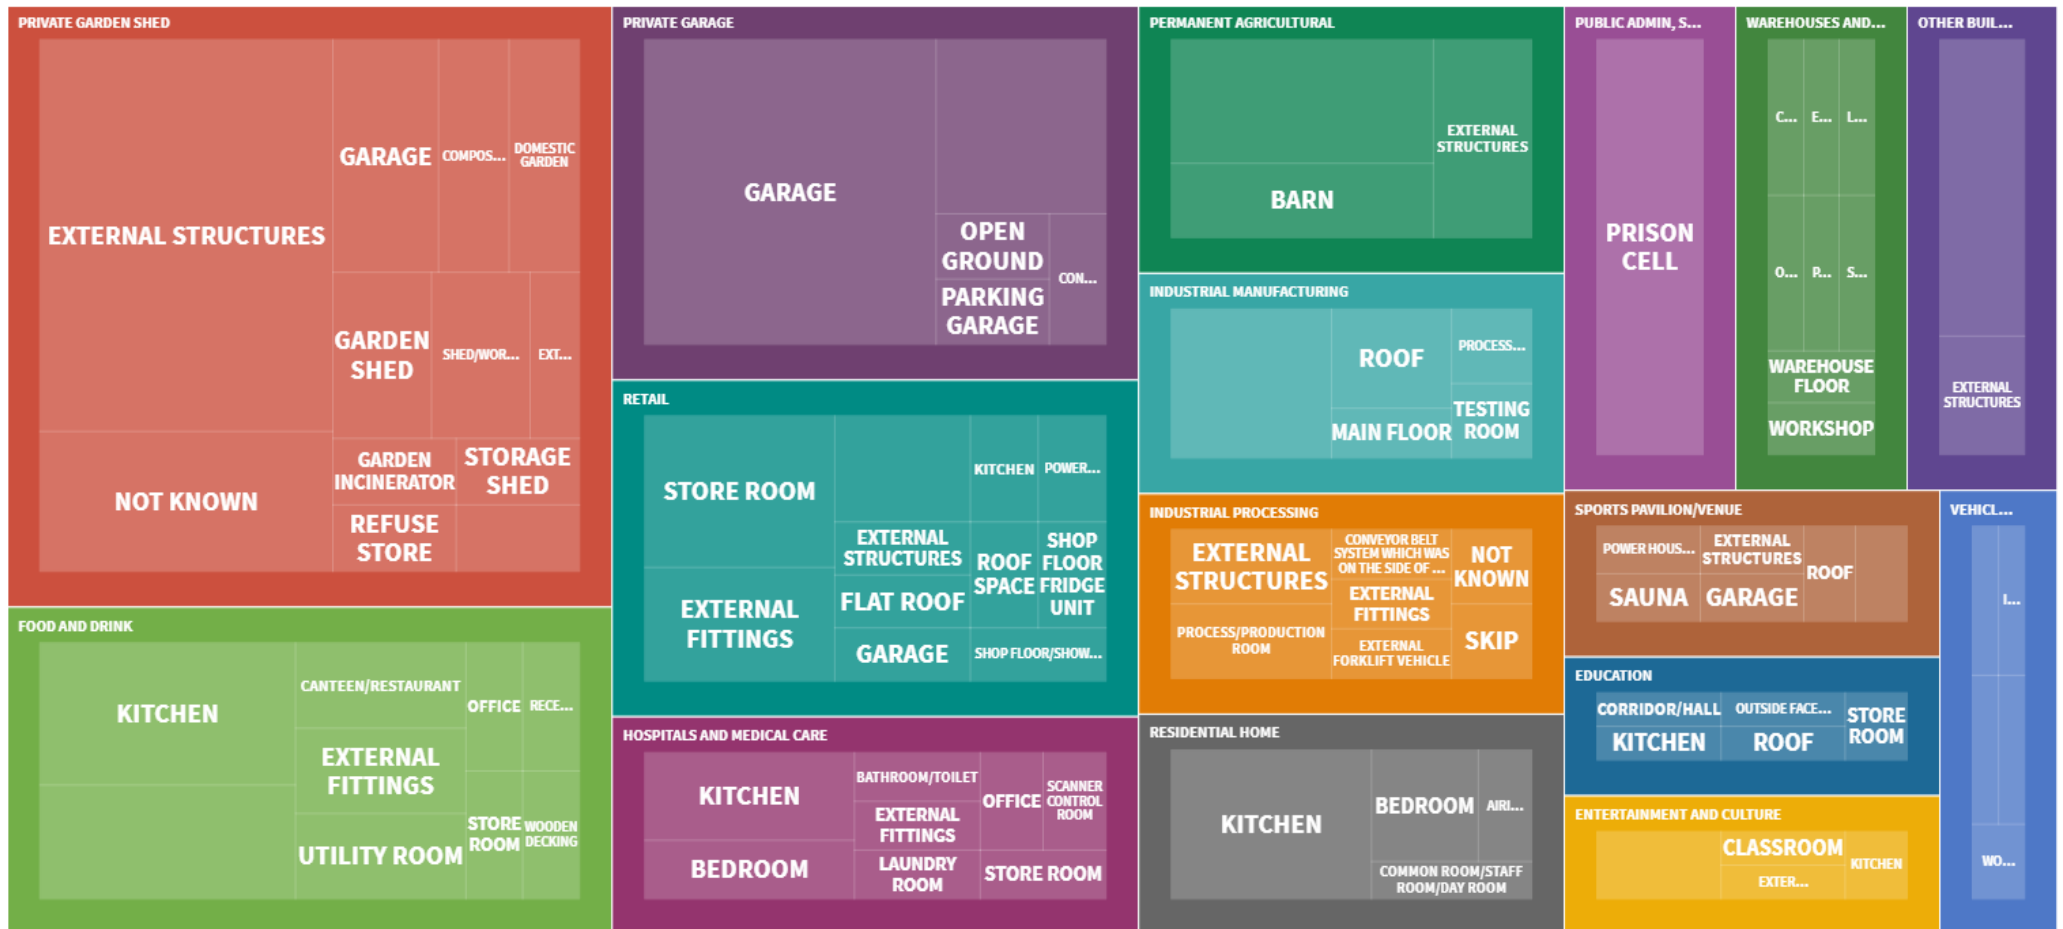 PRIVATE GARDEN SHED
EXTERNAL STRUCTURES
NOT KNOWN
GARAGE
COMPOS...
DOMESTIC
GARDEN
GARDEN
SHED
SHED/WOR...
EXT...
GARDEN
INCINERATOR
STORAGE
SHED
REFUSE
STORE
FOOD AND DRINK
KITCHEN
CANTEEN/RESTAURANT
EXTERNAL
FITTINGS
UTILITY ROOM
OFFICE
RECE...
STORE
ROOM
WOODEN
DECKING
PRIVATE GARAGE
GARAGE
OPEN
GROUND
PARKING
GARAGE
CON...
RETAIL
STORE ROOM
EXTERNAL
FITTINGS
EXTERNAL
STRUCTURES
FLAT ROOF
GARAGE
KITCHEN
POWER...
ROOF
SPACE
SHOP
FLOOR
FRIDGE
UNIT
SHOP FLOOR/SHOW...
HOSPITALS AND MEDICAL CARE
KITCHEN
BEDROOM
BATHROOM/TOILET
EXTERNAL
FITTINGS
LAUNDRY
ROOM
OFFICE
SCANNER
CONTROL
ROOM
STORE ROOM
PERMANENT AGRICULTURAL
BARN
EXTERNAL
STRUCTURES
INDUSTRIAL MANUFACTURING
ROOF
MAIN FLOOR
PROCESS...
TESTING
ROOM
INDUSTRIAL PROCESSING
EXTERNAL
STRUCTURES
PROCESS/PRODUCTION
ROOM
CONVEYOR BELT
SYSTEM WHICH WAS
ON THE SIDE OF ...
EXTERNAL
FITTINGS
EXTERNAL
FORKLIFT VEHICLE
NOT
KNOWN
SKIP
RESIDENTIAL HOME
KITCHEN
BEDROOM
AIRI...
COMMON ROOM/STAFF
ROOM/DAY ROOM
PUBLIC ADMIN, S...
PRISON
CELL
WAREHOUSES AND...
C...
E...
L...
O...
P...
S...
WAREHOUSE
FLOOR
WORKSHOP
OTHER BUIL...
EXTERNAL
STRUCTURES
SPORTS PAVILION/VENUE
POWER HOUS...
EXTERNAL
STRUCTURES
SAUNA
GARAGE
ROOF
EDUCATION
CORRIDOR/HALL
KITCHEN
OUTSIDE FACE...
ROOF
STORE
ROOM
ENTERTAINMENT AND CULTURE
CLASSROOM
EXTER...
KITCHEN
VEHICL...
I...
WO...